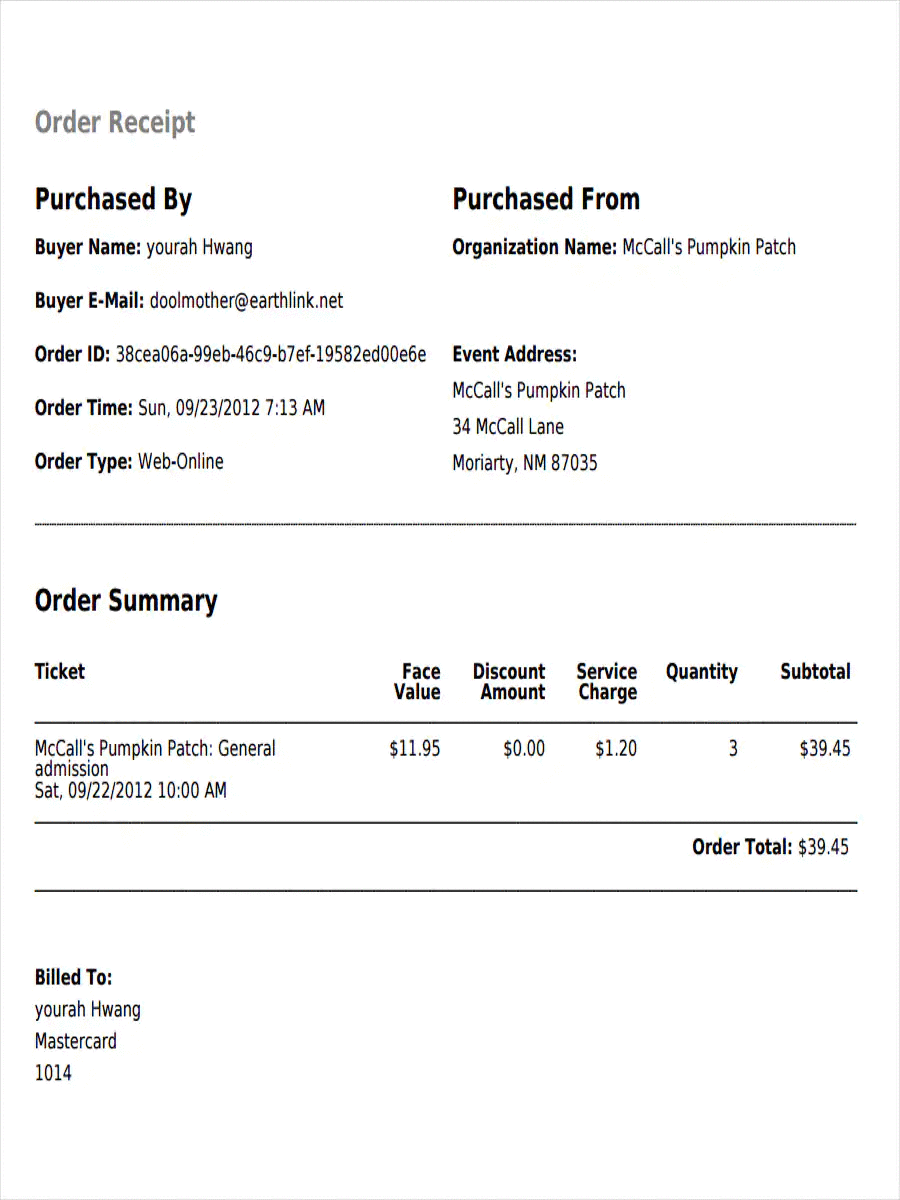 Order Receipt
Purchased By
Purchased From
Buyer Name: yourah Hwang
Organization Name: McCall's Pumpkin Patch
Buyer E-Mail: doolmother@earthlink.net
Order ID: 38cea06a-99eb-46c9-b7ef-19582ed00e6e
Event Address:
McCall's Pumpkin Patch
Order Time: Sun, 09/23/2012 7:13 AM
34 McCall Lane
Order Type: Web-Online
Moriarty, NM 87035
Order Summary
Ticket Face Discount Service Quantity Subtotal
Value Amount Charge
McCall's Pumpkin Patch: General $11.95 $0.00 $1.20 3 $39.45
admission
Sat, 09/22/2012 10:00 AM
Order Total: $39.45
Billed To:
yourah Hwang
Mastercard
1014